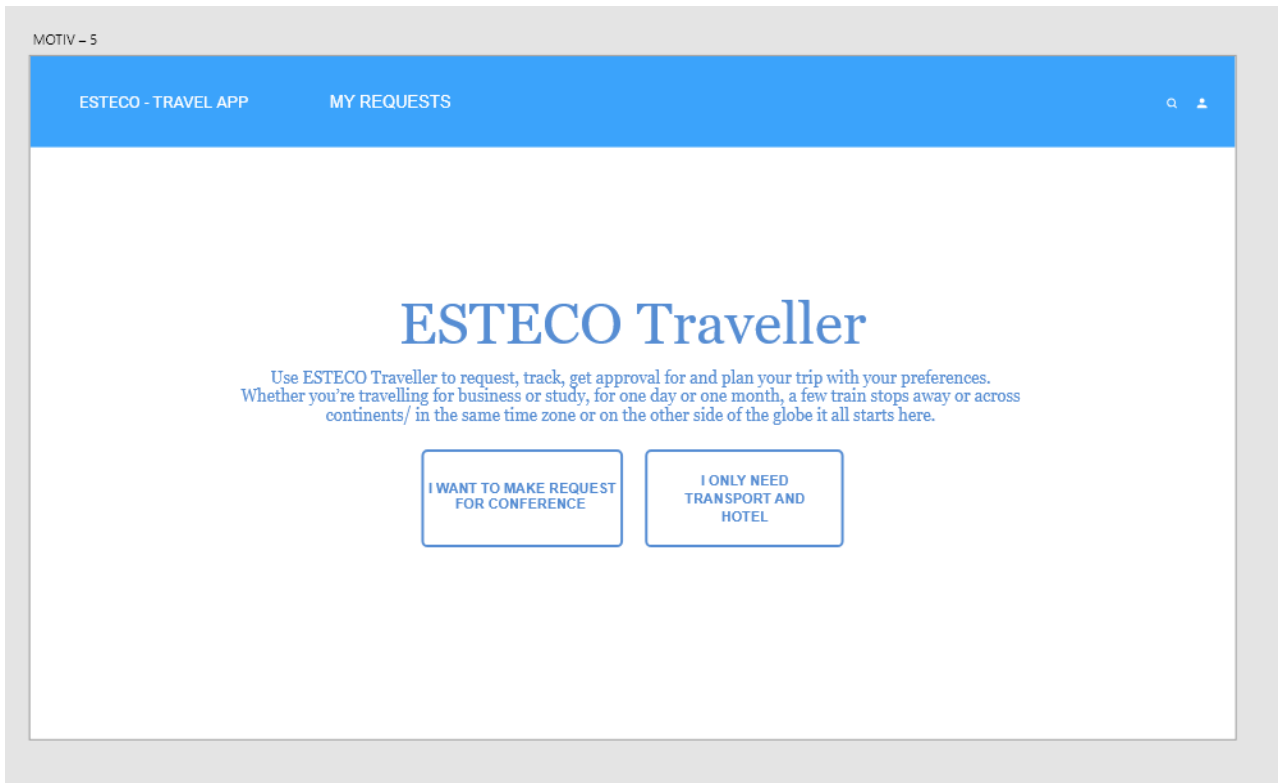 MOTIV – 5
ESTECO - TRAVEL APP
MY REQUESTS
ESTECO Traveller
Use ESTECO Traveller to request, track, get approval for and plan your trip with your preferences.
Whether you're travelling for business or study, for one day or one month, a few train stops away or across
continents/ in the same time zone or on the other side of the globe it all starts here.
I WANT TO MAKE REQUEST
FOR CONFERENCE
I ONLY NEED
TRANSPORT AND
HOTEL